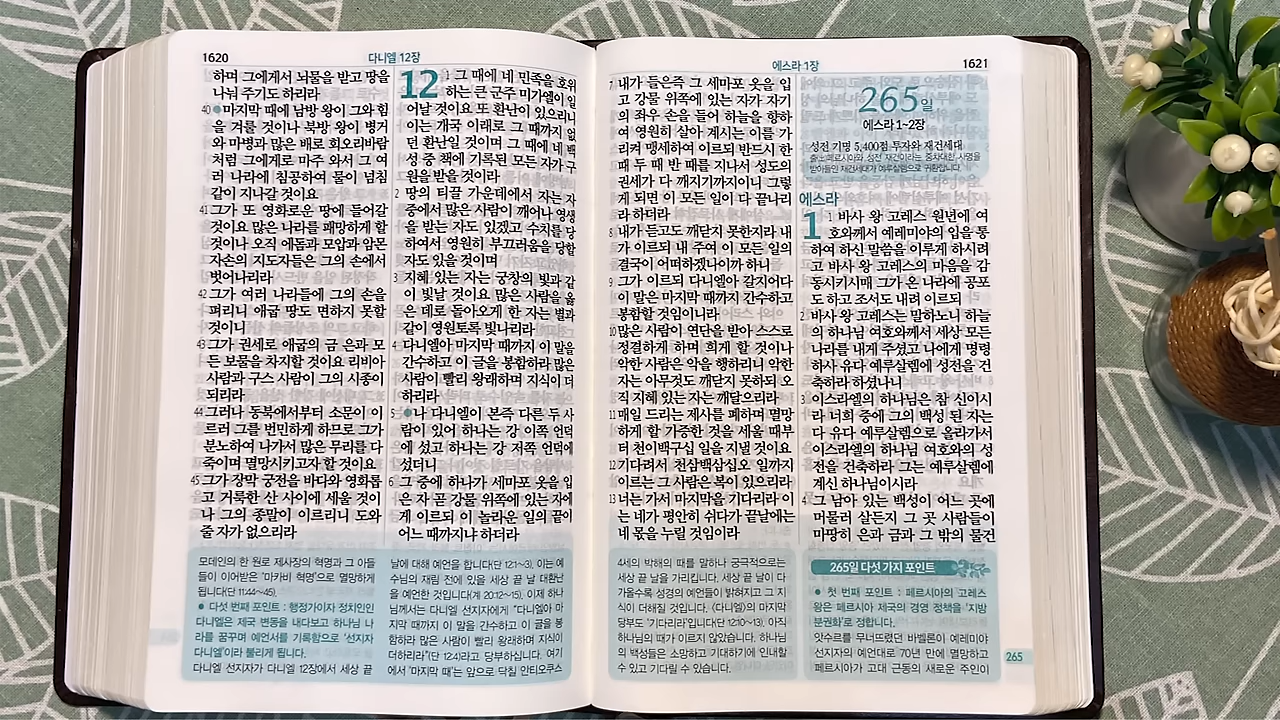 1620
다니엘 12장
하며 그에게서 뇌물을 받고 땅을
나눠 주기도 하리라
40 ●마지막 때에 남방 왕이 그와 힘
을 겨룰 것이나 북방 왕이 병거
와 마병과 많은 배로 회오리바람
처럼 그에게로 마주 와서 그 여
러 나라에 침공하여 물이 넘침
같이 지나갈 것이요
41 그가 또 영화로운 땅에 들어갈
것이요 많은 나라를 패망하게 할
것이나 오직 에돔과 모압과 암몬
자손의 지도자들은 그의 손에서
벗어나리라
42 그가 여러 나라들에 그의 손을
펴리니 애굽 땅도 면하지 못할
것이니
43 그가 권세로 애굽의 금 은과 모
든 보물을 차지할 것이요 리비아
사람과 구스 사람이 그의 시종이
되리라
44 그러나 동북에서부터 소문이 이
르러 그를 번민하게 하므로 그가
분노하여 나가서 많은 무리를 다
죽이며 멸망시키고자 할 것이요
45 그가 장막 궁전을 바다와 영화롭
고 거룩한 산 사이에 세울 것이
나 그의 종말이 이르리니 도와
줄 자가 없으리라
12 1 그 때에 네 민족을 호위
하는 큰 군주 미가엘이 일
어날 것이요 또 환난이 있으리니
이는 개국 이래로 그 때까지 없
던 환난일 것이며 그 때에 네 백
성 중 책에 기록된 모든 자가 구
원을 받을 것이라
2 땅의 티끌 가운데에서 자는 자
중에서 많은 사람이 깨어나 영생
을 받는 자도 있겠고 수치를 당
하여서 영원히 부끄러움을 당할
자도 있을 것이며
3 지혜 있는 자는 궁창의 빛과 같
이 빛날 것이요 많은 사람을 옳
은 데로 돌아오게 한 자는 별과
같이 영원토록 빛나리라
4 다니엘아 마지막 때까지 이 말을
간수하고 이 글을 봉함하라 많은
사람이 빨리 왕래하며 지식이 더
하리라
5 ●나 다니엘이 본즉 다른 두 사
람이 있어 하나는 강 이쪽 언덕
에 섰고 하나는 강 저쪽 언덕에
섰더니
6 그 중에 하나가 세마포 옷을 입
은 자 곧 강물 위쪽에 있는 자에
게 이르되 이 놀라운 일의 끝이
어느 때까지냐 하더라
모데인의 한 원로 제사장의 혁명과 그 아들
들이 이어받은 '마카비 혁명'으로 멸망하게
됩니다(단 11:44~45).
● 다섯 번째 포인트 : 행정가이자 정치인인
다니엘은 제국 변동을 내다보고 하나님 나
라를 꿈꾸며 예언서를 기록함으로 '선지자
다니엘'이라 불리게 됩니다.
다니엘 선지자가 다니엘 12장에서 세상 끝
날에 대해 예언을 합니다(단 12:1~3). 이는 예
수님의 재림 전에 있을 세상 끝 날 대환난
을 예언한 것입니다(계 20:12~15). 이제 하나
님께서는 다니엘 선지자에게 "다니엘아 마
지막 때까지 이 말을 간수하고 이 글을 봉
함하라 많은 사람이 빨리 왕래하며 지식이
더하리라"(단 12:4)라고 당부하십니다. 여기
에서 '마지막 때'는 앞으로 닥칠 안티오쿠스
에스라 1장
1621
7 내가 들은즉 그 세마포 옷을 입
고 강물 위쪽에 있는 자가 자기
의 좌우 손을 들어 하늘을 향하
여 영원히 살아 계시는 이를 가
리켜 맹세하여 이르되 반드시 한
때 두 때 반 때를 지나서 성도의
권세가 다 깨지기까지이니 그렇
게 되면 이 모든 일이 다 끝나리
라 하더라
8 내가 듣고도 깨닫지 못한지라 내
가 이르되 내 주여 이 모든 일의
결국이 어떠하겠나이까 하니
9 그가 이르되 다니엘아 갈지어다
이 말은 마지막 때까지 간수하고
봉함할 것임이니라
10 많은 사람이 연단을 받아 스스로
정결하게 하며 희게 할 것이나
악한 사람은 악을 행하리니 악한
자는 아무것도 깨닫지 못하되 오
직 지혜 있는 자는 깨달으리라
11 매일 드리는 제사를 폐하며 멸망
하게 할 가증한 것을 세울 때부
터 천이백구십 일을 지낼 것이요
12 기다려서 천삼백삼십오 일까지
이르는 그 사람은 복이 있으리라
13 너는 가서 마지막을 기다리라 이
는 네가 평안히 쉬다가 끝날에는
네 몫을 누릴 것임이라
265일
에스라 1~2장
성전 기명 5,400점 투자와 재건세대
출소페르시아와 성전 재건이라는 중차대한 사명을
받아들인 재건세대가 예루살렘으로 귀환합니다.
에스라
1 1 바사 왕 고레스 원년에 여
호와께서 예레미야의 입을 통
하여 하신 말씀을 이루게 하시려
고 바사 왕 고레스의 마음을 감
동시키시매 그가 온 나라에 공포
도 하고 조서도 내려 이르되
2 바사 왕 고레스는 말하노니 하늘
의 하나님 여호와께서 세상 모든
나라를 내게 주셨고 나에게 명령
하사 유다 예루살렘에 성전을 건
축하라 하셨나니
3 이스라엘의 하나님은 참 신이시
라 너희 중에 그의 백성 된 자는
다 유다 예루살렘으로 올라가서
이스라엘의 하나님 여호와의 성
전을 건축하라 그는 예루살렘에
계신 하나님이시라
4 그 남아 있는 백성이 어느 곳에
머물러 살든지 그 곳 사람들이
마땅히 은과 금과 그 밖의 물건
4세의 박해의 때를 말하나 궁극적으로는
세상 끝 날을 가리킵니다. 세상 끝 날이 다
가올수록 성경의 예언들이 밝혀지고 그 지
식이 더해질 것입니다. 〈다니엘〉의 마지막
당부도 '기다리라'입니다(단 12:10~13). 아직
하나님의 때가 이르지 않았습니다. 하나님
의 백성들은 소망하고 기대하기에 인내할
수 있고 기다릴 수 있습니다.
265일 다섯 가지 포인트
● 첫 번째 포인트 : 페르시아의 고레스
왕은 페르시아 제국의 경영 정책을 '지방
분권화'로 정합니다.
앗수르를 무너뜨렸던 바벨론이 예레미야
선지자의 예언대로 70년 만에 멸망하고
페르시아가 고대 근동의 새로운 주인이
265